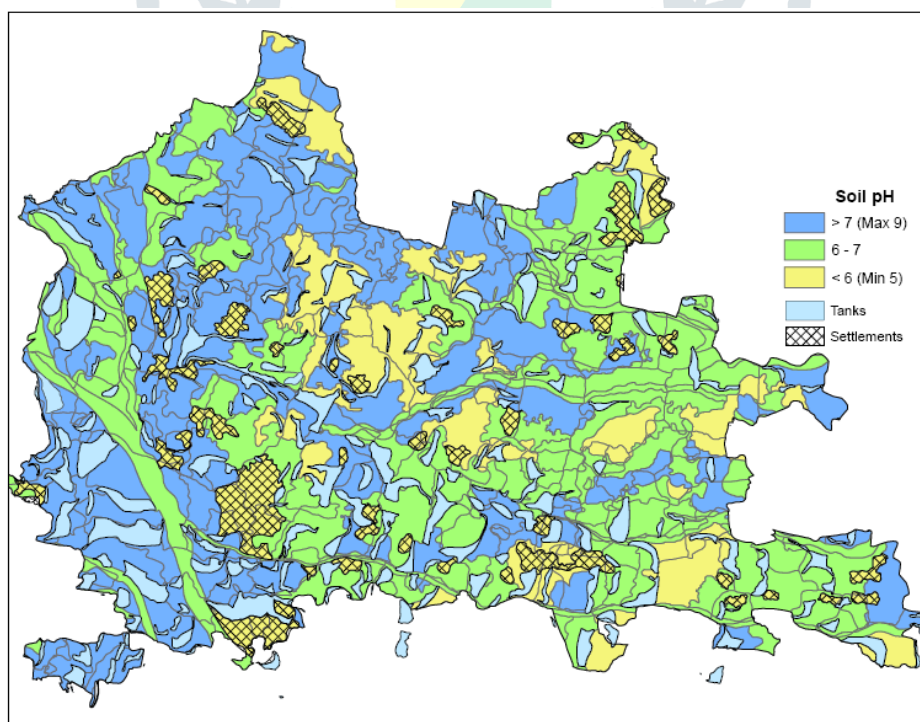 Soil pH
> 7 (Max 9)
6 - 7
< 6 (Min 5)
Tanks
Settlements